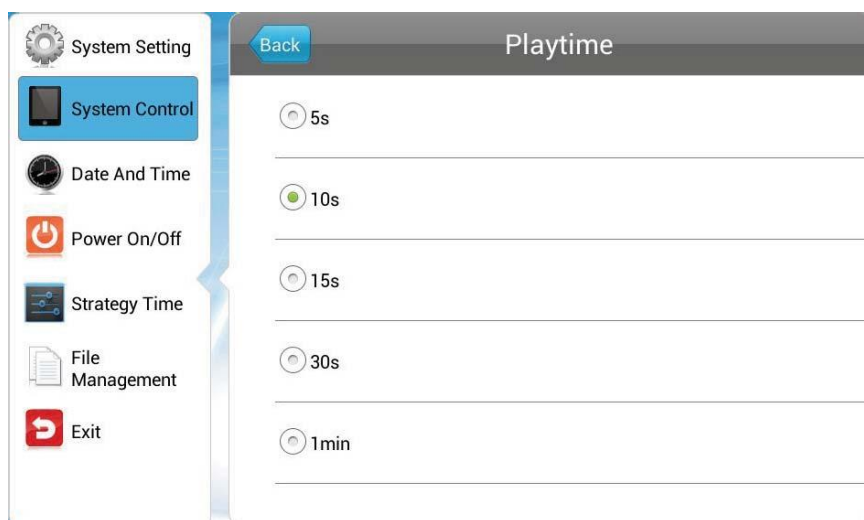 System Setting
System Control
Date And Time
Power On/Off
Strategy Time
File
Management
Exit
Back
Playtime
5s
10s
15s
30s
1min